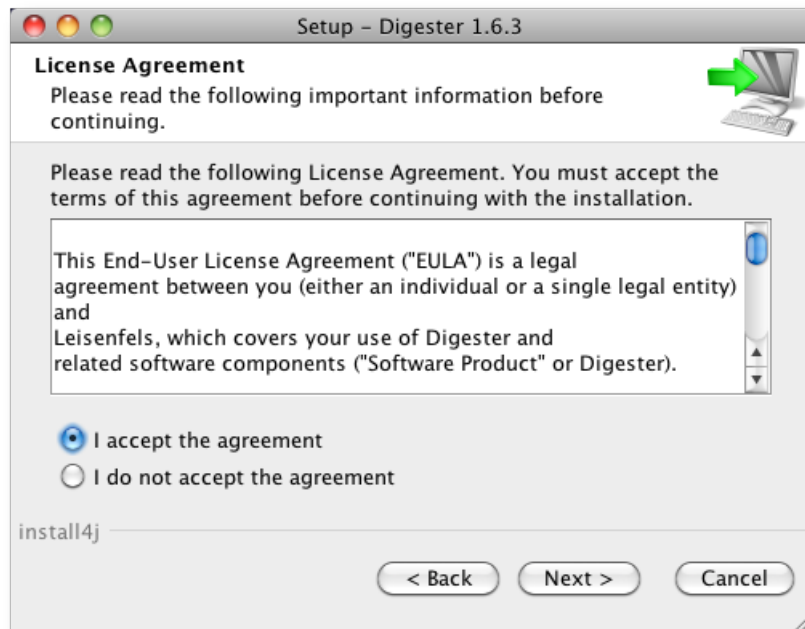 Setup – Digester 1.6.3
License Agreement
Please read the following important information before
continuing.
Please read the following License Agreement. You must accept the
terms of this agreement before continuing with the installation.
This End-User License Agreement ("EULA") is a legal
agreement between you (either an individual or a single legal entity)
and
Leisenfels, which covers your use of Digester and
related software components ("Software Product" or Digester).
I accept the agreement
I do not accept the agreement
install4j
< Back
Next >
Cancel